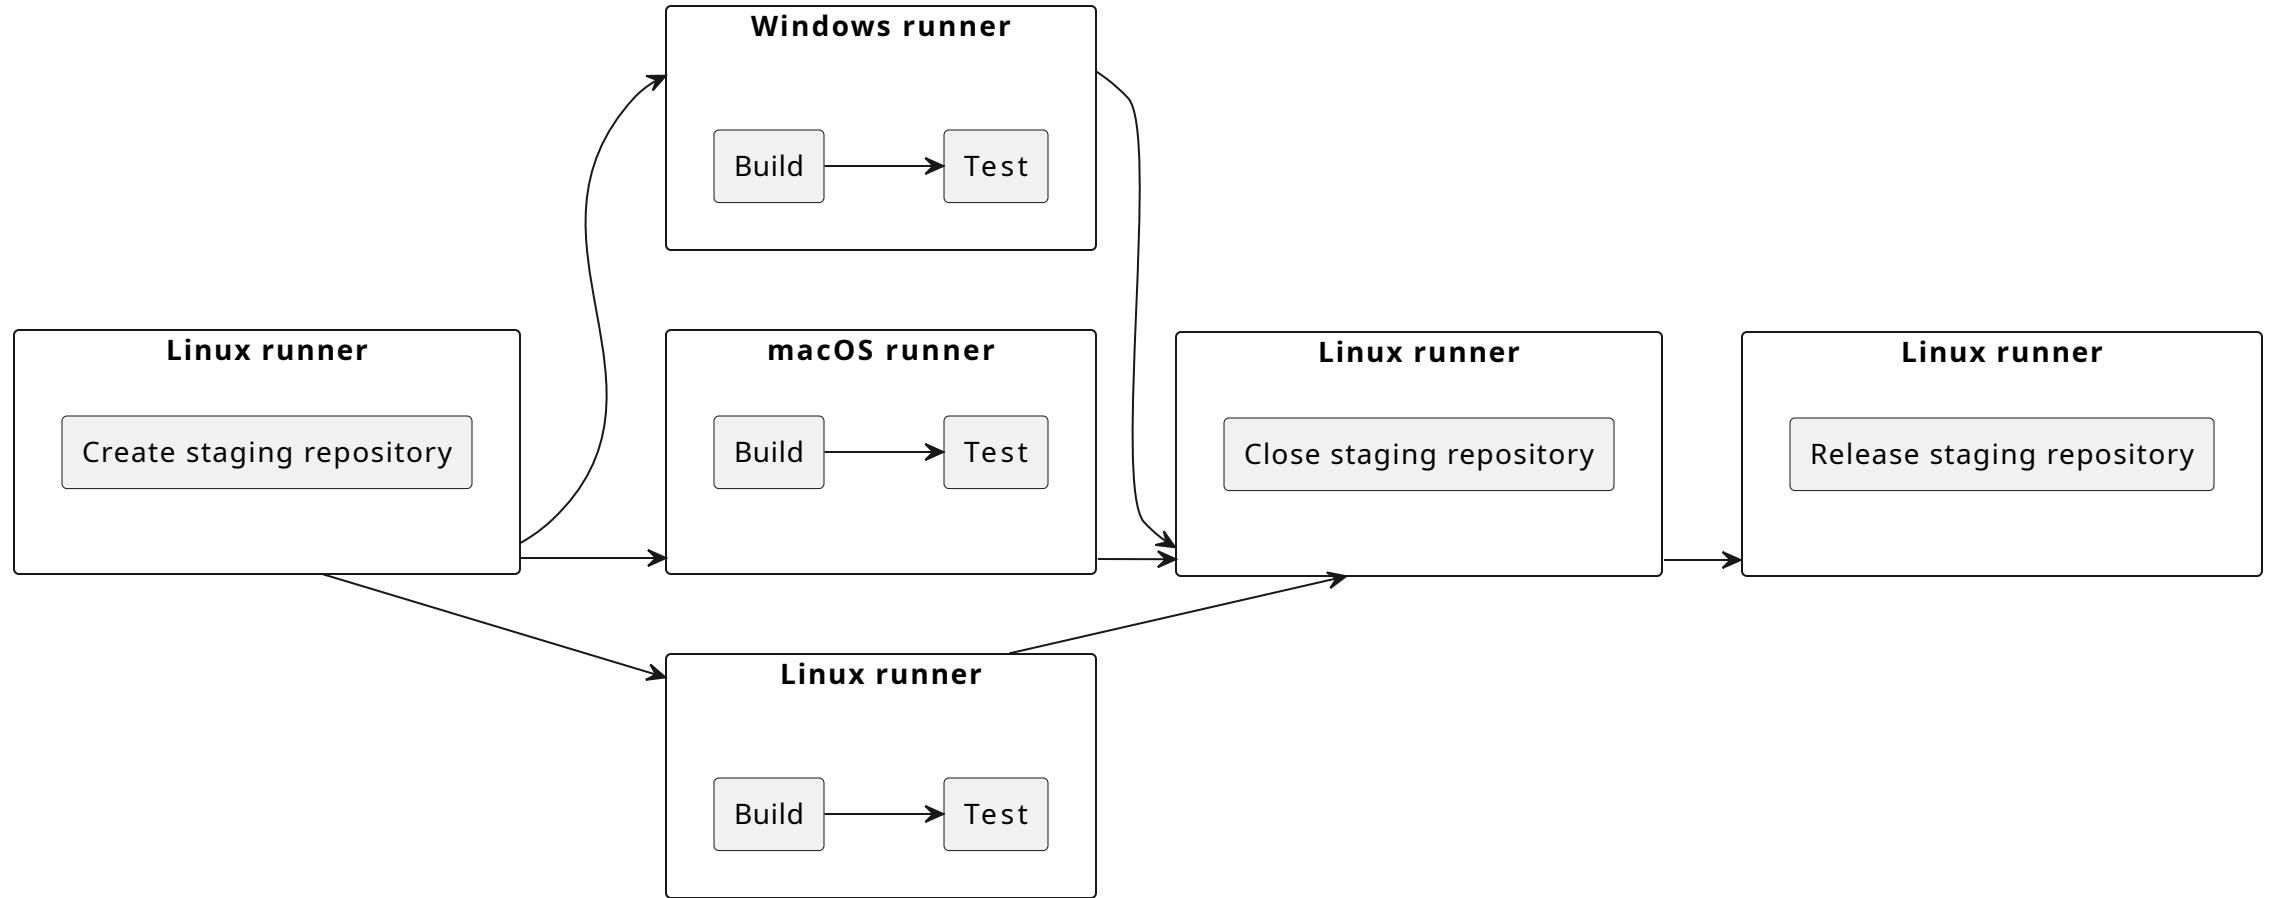 Windows runner
Build
Test
Linux runner
Create staging repository
macOS runner
Build
Test
Linux runner
Close staging repository
Linux runner
Release staging repository
Linux runner
Build
Test